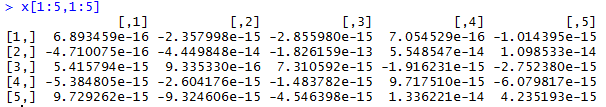 > x[1:5,1:5]
[,1] [,2] [,3] [,4] [,5]
[1,] 6.893459e-16 -2.357998e-15 -2.855980e-15 7.054529e-16 -1.014395e-15
[2,] -4.710075e-16 -4.449848e-14 -1.826159e-13 5.548547e-14 1.098533e-14
[3,] 5.415794e-15 9.335330e-16 7.310592e-15 -1.916231e-15 -2.752380e-15
[4,] -5.384805e-15 -2.604176e-15 -1.483782e-15 9.717510e-15 -6.079817e-15
[5,] 9.729262e-15 -9.324606e-15 -4.546398e-15 1.336221e-14 4.235193e-15